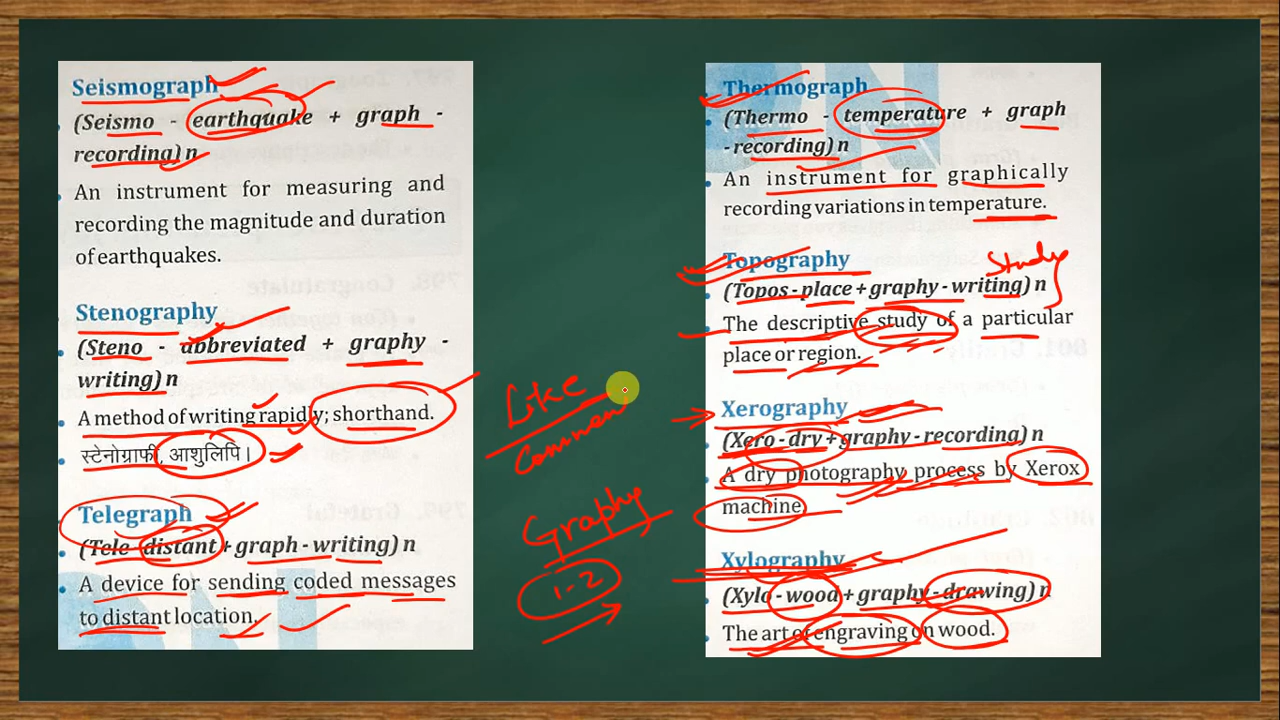 Seismograph
(Seismo - earthquake + graph -
recording) n
An instrument for measuring and
recording the magnitude and duration
of earthquakes.
Stenography
(Steno - abbreviated + graphy -
writing) n
A method of writing rapidly; shorthand.
स्टेनोग्राफी, आशुलिपि।
Telegraph
(Tele - distant + graph - writing) n
A device for sending coded messages
to distant location.
Like
Comment
Graphy
1-2
Thermograph
(Thermo - temperature + graph
- recording) n
An instrument for graphically
recording variations in temperature.
Topography
Study
(Topos - place + graphy - writing) n
The descriptive study of a particular
place or region.
Xerography
(Xero - dry + graphy - recording) n
A dry photography process by Xerox
machine
Xylography
(Xylo - wood + graphy - drawing) n
The art of engraving on wood.